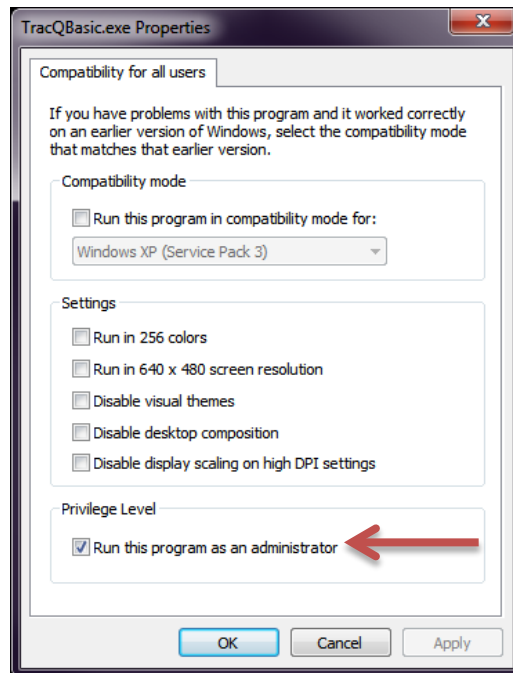 TracQBasic.exe Properties
Compatibility for all users
If you have problems with this program and it worked correctly
on an earlier version of Windows, select the compatibility mode
that matches that earlier version.
Compatibility mode
Run this program in compatibility mode for:
Windows XP (Service Pack 3)
Settings
Run in 256 colors
Run in 640 x 480 screen resolution
Disable visual themes
Disable desktop composition
Disable display scaling on high DPI settings
Privilege Level
Run this program as an administrator
OK Cancel Apply